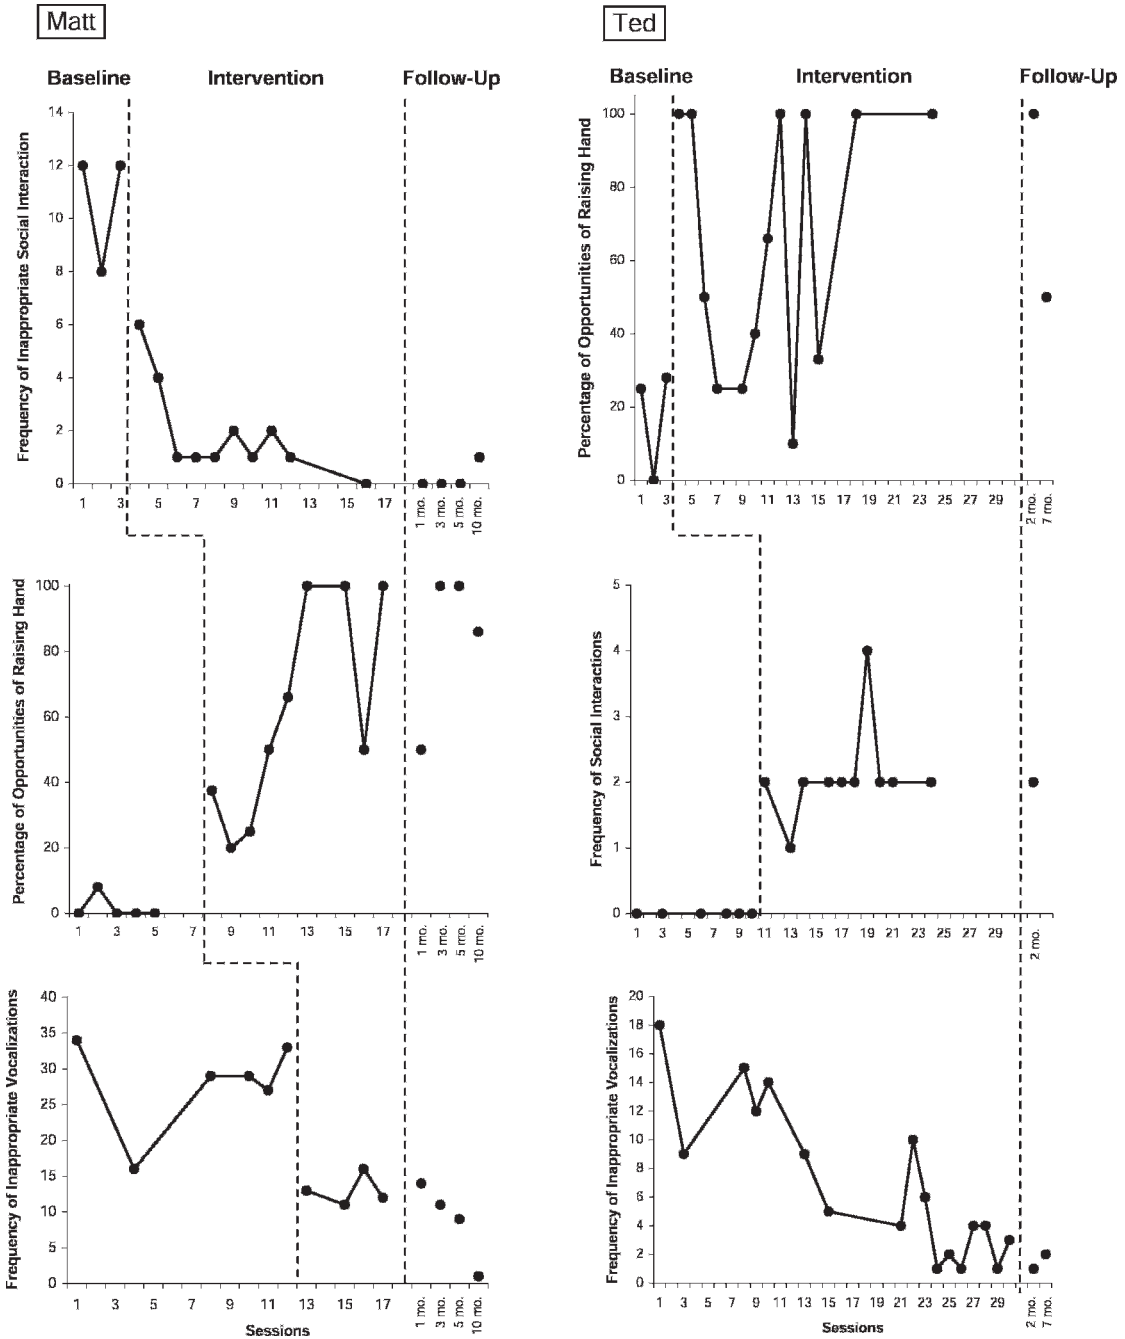 Matt
Baseline Intervention Follow-Up
Frequency of Inappropriate Social Interaction
14
12
10
8
6
4
2
0
1 3 5 7 9 11 13 15 17 1 mo. 3 mo. 5 mo. 10 mo.
Percentage of Opportunities of Raising Hand
100
80
60
40
20
0
1 3 5 7 9 11 13 15 17 1 mo. 3 mo. 5 mo. 10 mo.
Frequency of Inappropriate Vocalizations
40
35
30
25
20
15
10
5
0
1 3 5 7 9 11 13 15 17 1 mo. 3 mo. 5 mo. 10 mo.
Sessions
Ted
Baseline Intervention Follow-Up
Percentage of Opportunities of Raising Hand
100
80
60
40
20
0
1 3 5 7 9 11 13 15 17 19 21 23 25 27 29 2 mo. 7 mo.
Frequency of Social Interactions
5
4
3
2
1
0
1 3 5 7 9 11 13 15 17 19 21 23 25 27 29 2 mo.
Frequency of Inappropriate Vocalizations
20
18
16
14
12
10
8
6
4
2
0
1 3 5 7 9 11 13 15 17 19 21 23 25 27 29 2 mo. 7 mo.
Sessions